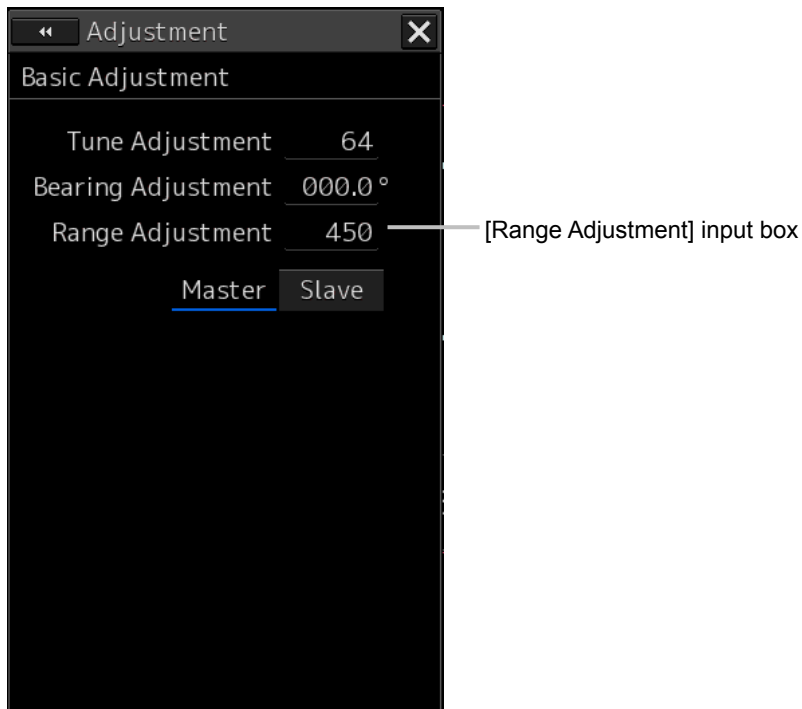 Adjustment
Basic Adjustment
Tune Adjustment 64
Bearing Adjustment 000.0°
Range Adjustment 450
[Range Adjustment] input box
Master Slave